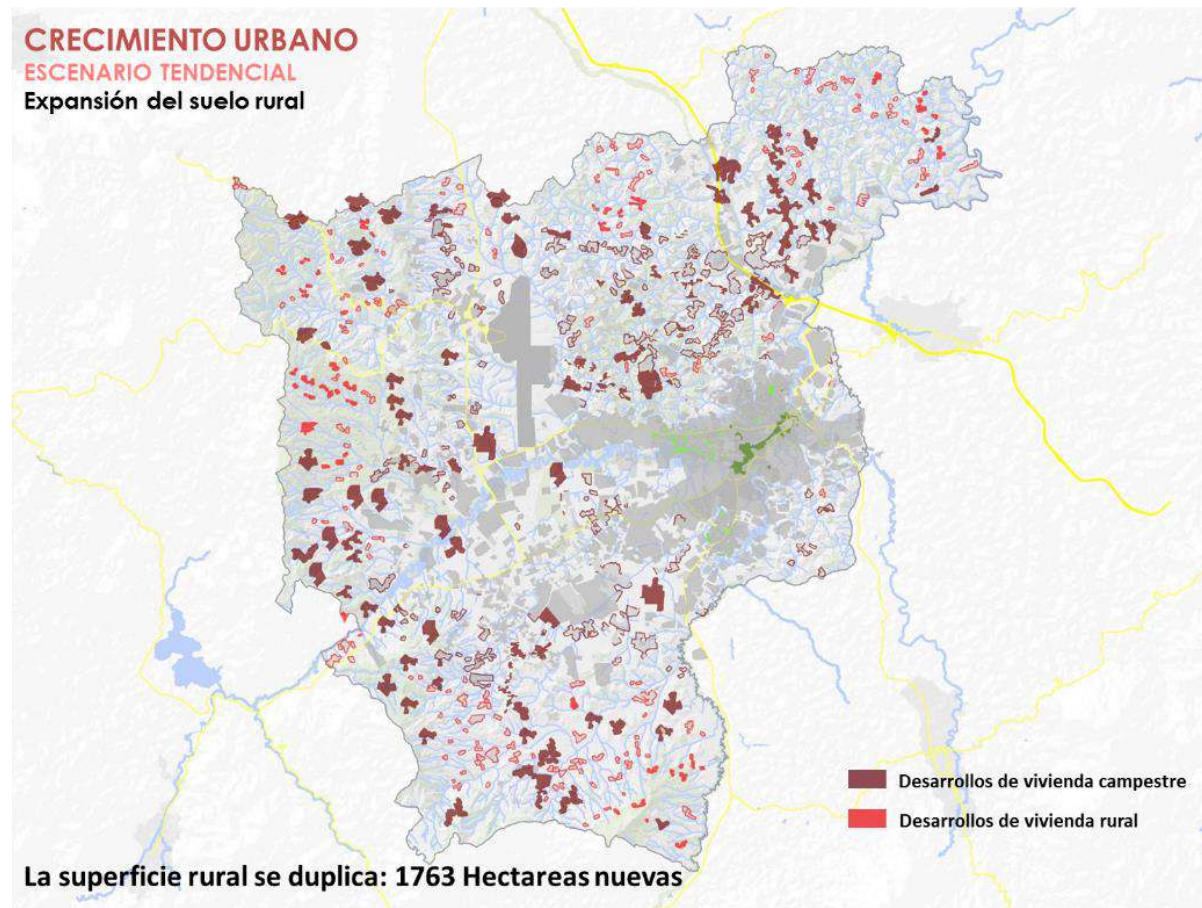 CRECIMIENTO URBANO
ESCENARIO TENDENCIAL
Expansión del suelo rural
Desarrollos de vivienda campestre
Desarrollos de vivienda rural
La superficie rural se duplica: 1763 Hectareas nuevas